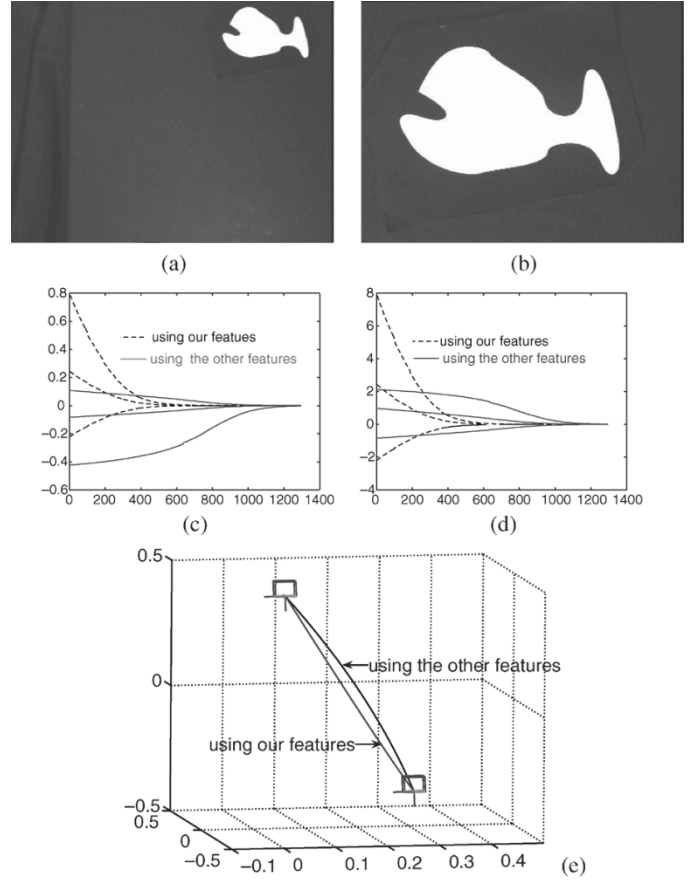 (a)
(b)
0.8
0.6
0.4
0.2
0
−0.2
−0.4
−0.6
using our featues
using the other features
0 200 400 600 800 1000 1200 1400
(c)
8
6
4
2
0
−2
−4
using our features
using the other features
0 200 400 600 800 1000 1200 1400
(d)
0.5
0
−0.5
0.5
0
−0.5
−0.1 0 0.1 0.2 0.3 0.4
using the other features
using our features
(e)